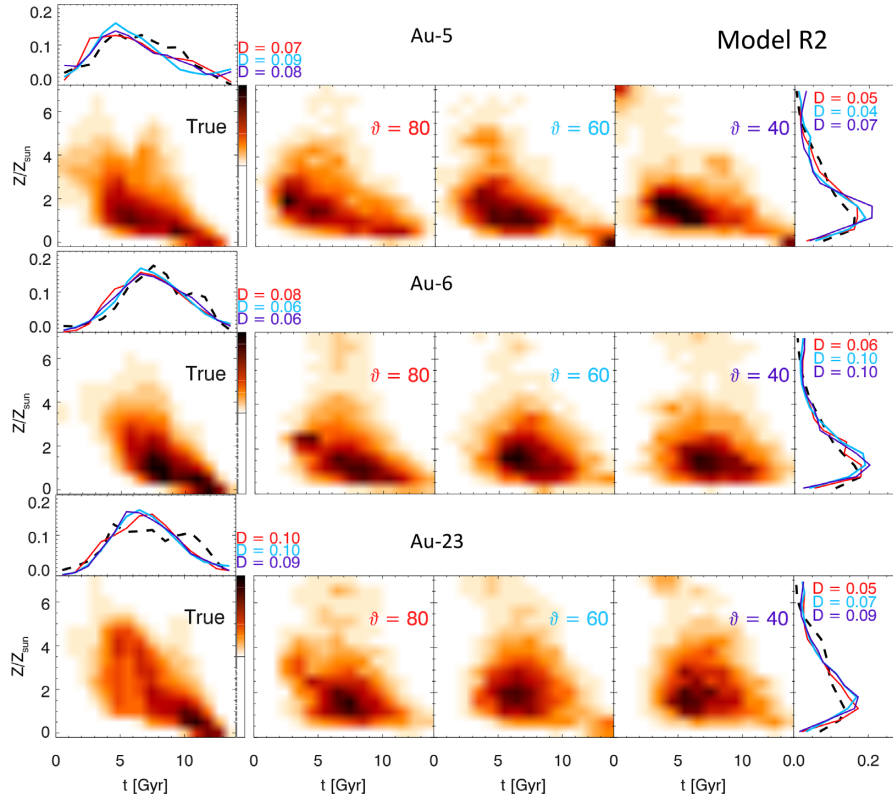 Au-5
Model R2
0.2
0.1
0.0
D = 0.07
D = 0.09
D = 0.08
6
4
2
0
Z/Z_sun
True
ϑ = 80
ϑ = 60
ϑ = 40
D = 0.05
D = 0.04
D = 0.07
Au-6
0.2
0.1
0.0
D = 0.08
D = 0.06
D = 0.06
6
4
2
0
Z/Z_sun
True
ϑ = 80
ϑ = 60
ϑ = 40
D = 0.06
D = 0.10
D = 0.10
Au-23
0.2
0.1
0.0
D = 0.10
D = 0.10
D = 0.09
6
4
2
0
Z/Z_sun
True
ϑ = 80
ϑ = 60
ϑ = 40
D = 0.05
D = 0.07
D = 0.09
0 5 10 0 5 10 0 5 10 0 5 10 0.0 0.2
t [Gyr] t [Gyr] t [Gyr] t [Gyr]